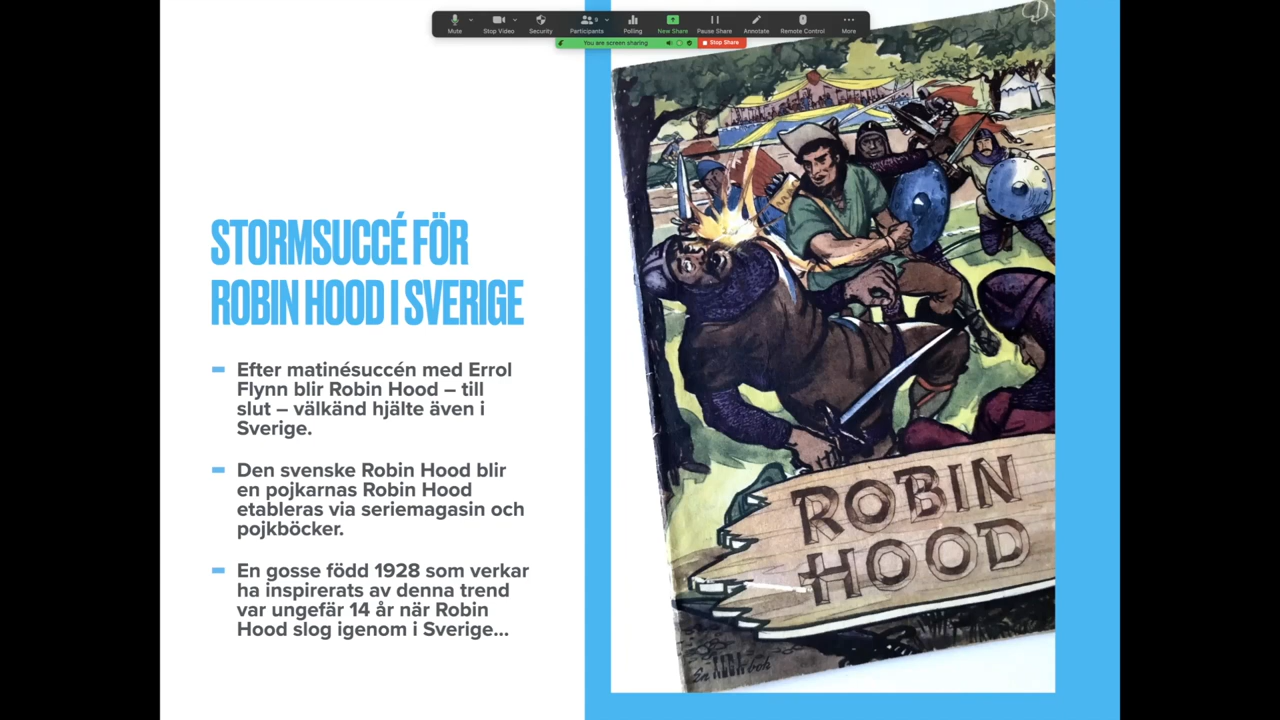 Mute
Stop Video
Security
Participants
9
Polling
New Share
Pause Share
Annotate
Remote Control
More
You are screen sharing
Stop Share
STORMSUCCÉ FÖR
ROBIN HOOD I SVERIGE
Efter matinésuccén med Errol
Flynn blir Robin Hood – till
slut – välkänd hjälte även i
Sverige.
Den svenske Robin Hood blir
en pojkarnas Robin Hood
etableras via seriemagasin och
pojkböcker.
En gosse född 1928 som verkar
ha inspirerats av denna trend
var ungefär 14 år när Robin
Hood slog igenom i Sverige...
ROBIN
HOOD
En KLUMPE bok